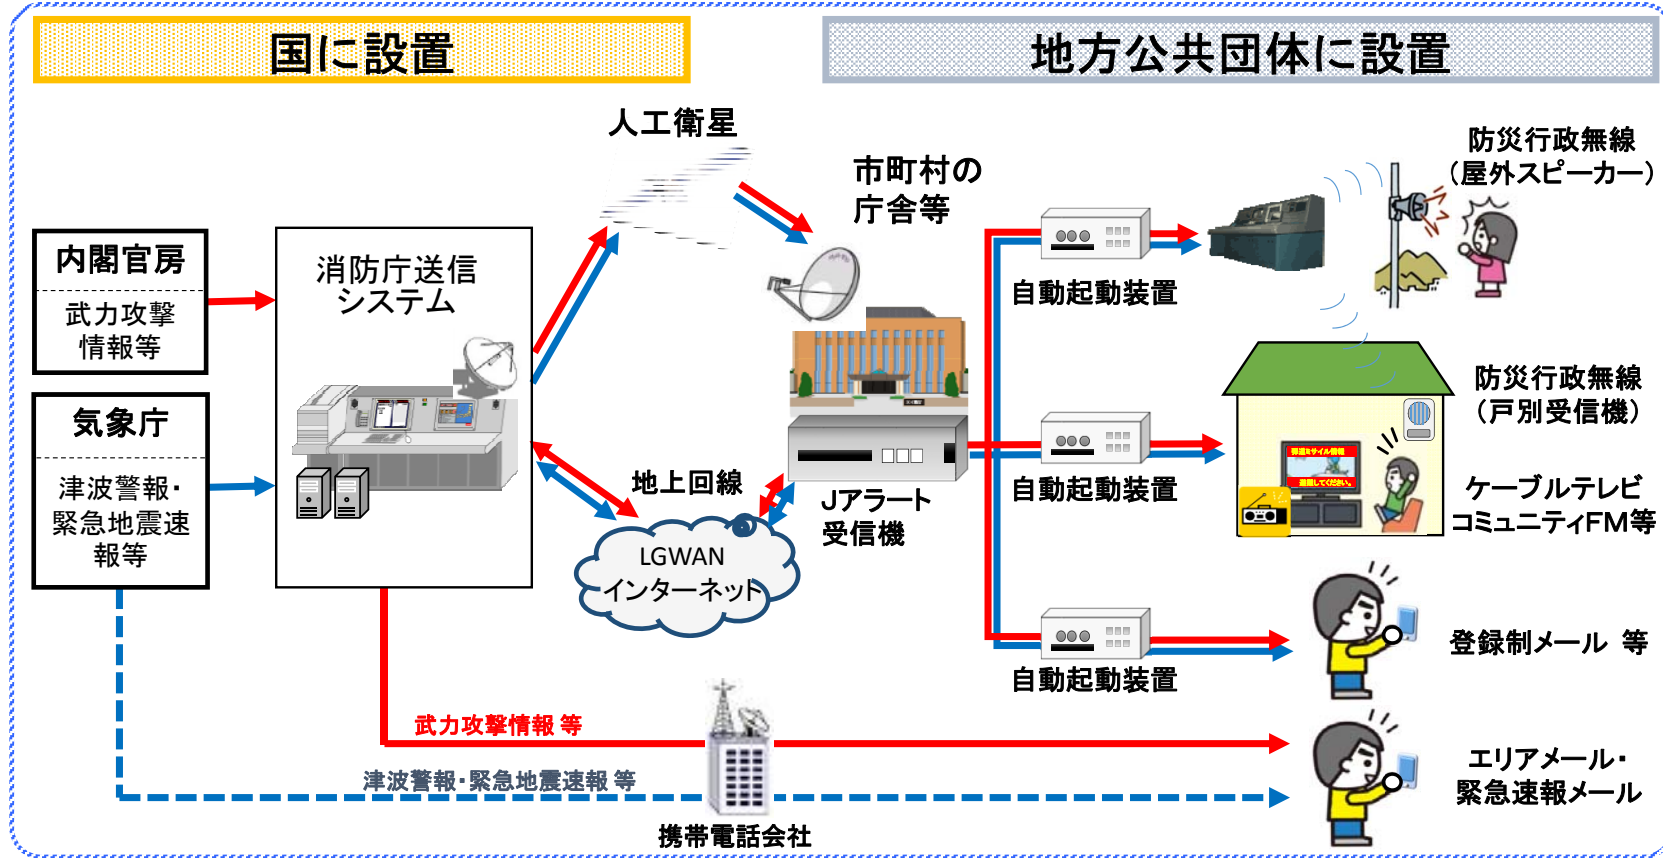 国に設置
地方公共団体に設置
人工衛星
市町村の
庁舎等
防災行政無線
（屋外スピーカー）
内閣官房
武力攻撃
情報等
消防庁送信
システム
自動起動装置
気象庁
津波警報・
緊急地震速
報等
地上回線
LGWAN
インターネット
Jアラート
受信機
自動起動装置
防災行政無線
（戸別受信機）
ケーブルテレビ
コミュニティFM等
自動起動装置
登録制メール 等
武力攻撃情報 等
津波警報・緊急地震速報 等
携帯電話会社
エリアメール・
緊急速報メール